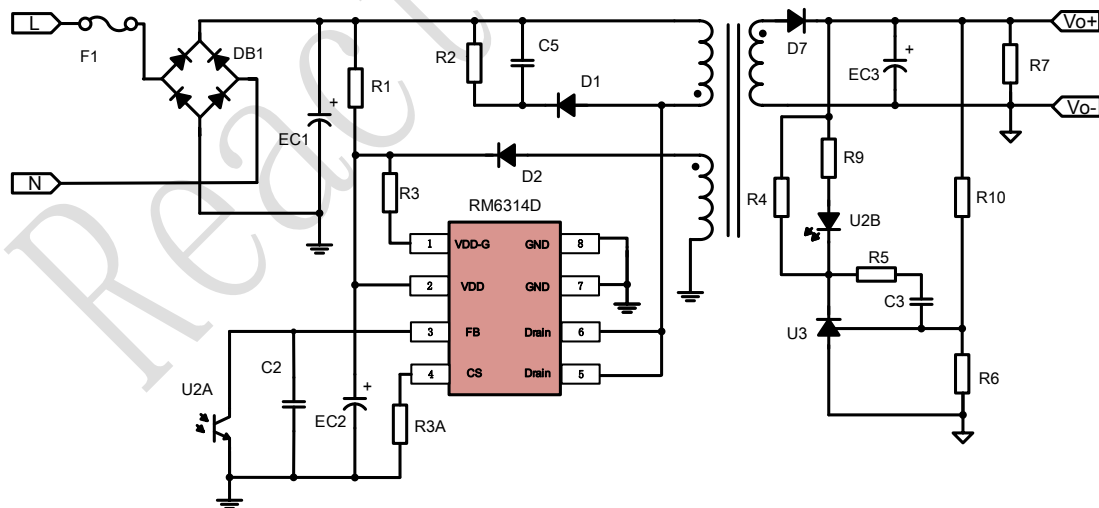 L
F1
DB1
N
EC1
+
R1
R2
C5
D1
D2
R3
RM6314D
1 VDD-G GND 8
2 VDD GND 7
3 FB Drain 6
4 CS Drain 5
U2A
C2
EC2
+
R3A
D7
EC3
+
R7
Vo+
Vo-
R9
R4
U2B
R10
R5
C3
U3
R6
React